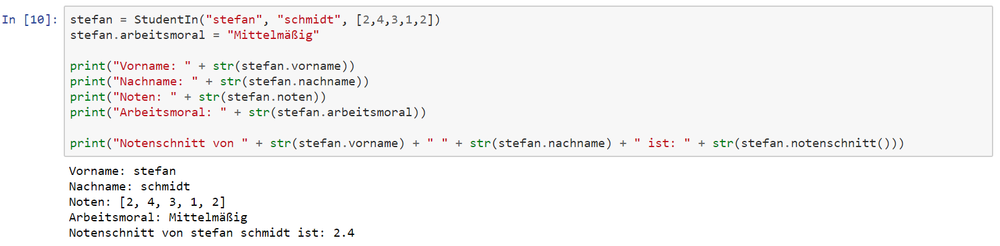 In [10]: stefan = StudentIn("stefan", "schmidt", [2,4,3,1,2])
stefan.arbeitsmoral = "Mittelmäßig"
print("Vorname: " + str(stefan.vorname))
print("Nachname: " + str(stefan.nachname))
print("Noten: " + str(stefan.noten))
print("Arbeitsmoral: " + str(stefan.arbeitsmoral))
print("Notenschnitt von " + str(stefan.vorname) + " " + str(stefan.nachname) + " ist: " + str(stefan.notenschnitt()))
Vorname: stefan
Nachname: schmidt
Noten: [2, 4, 3, 1, 2]
Arbeitsmoral: Mittelmäßig
Notenschnitt von stefan schmidt ist: 2.4